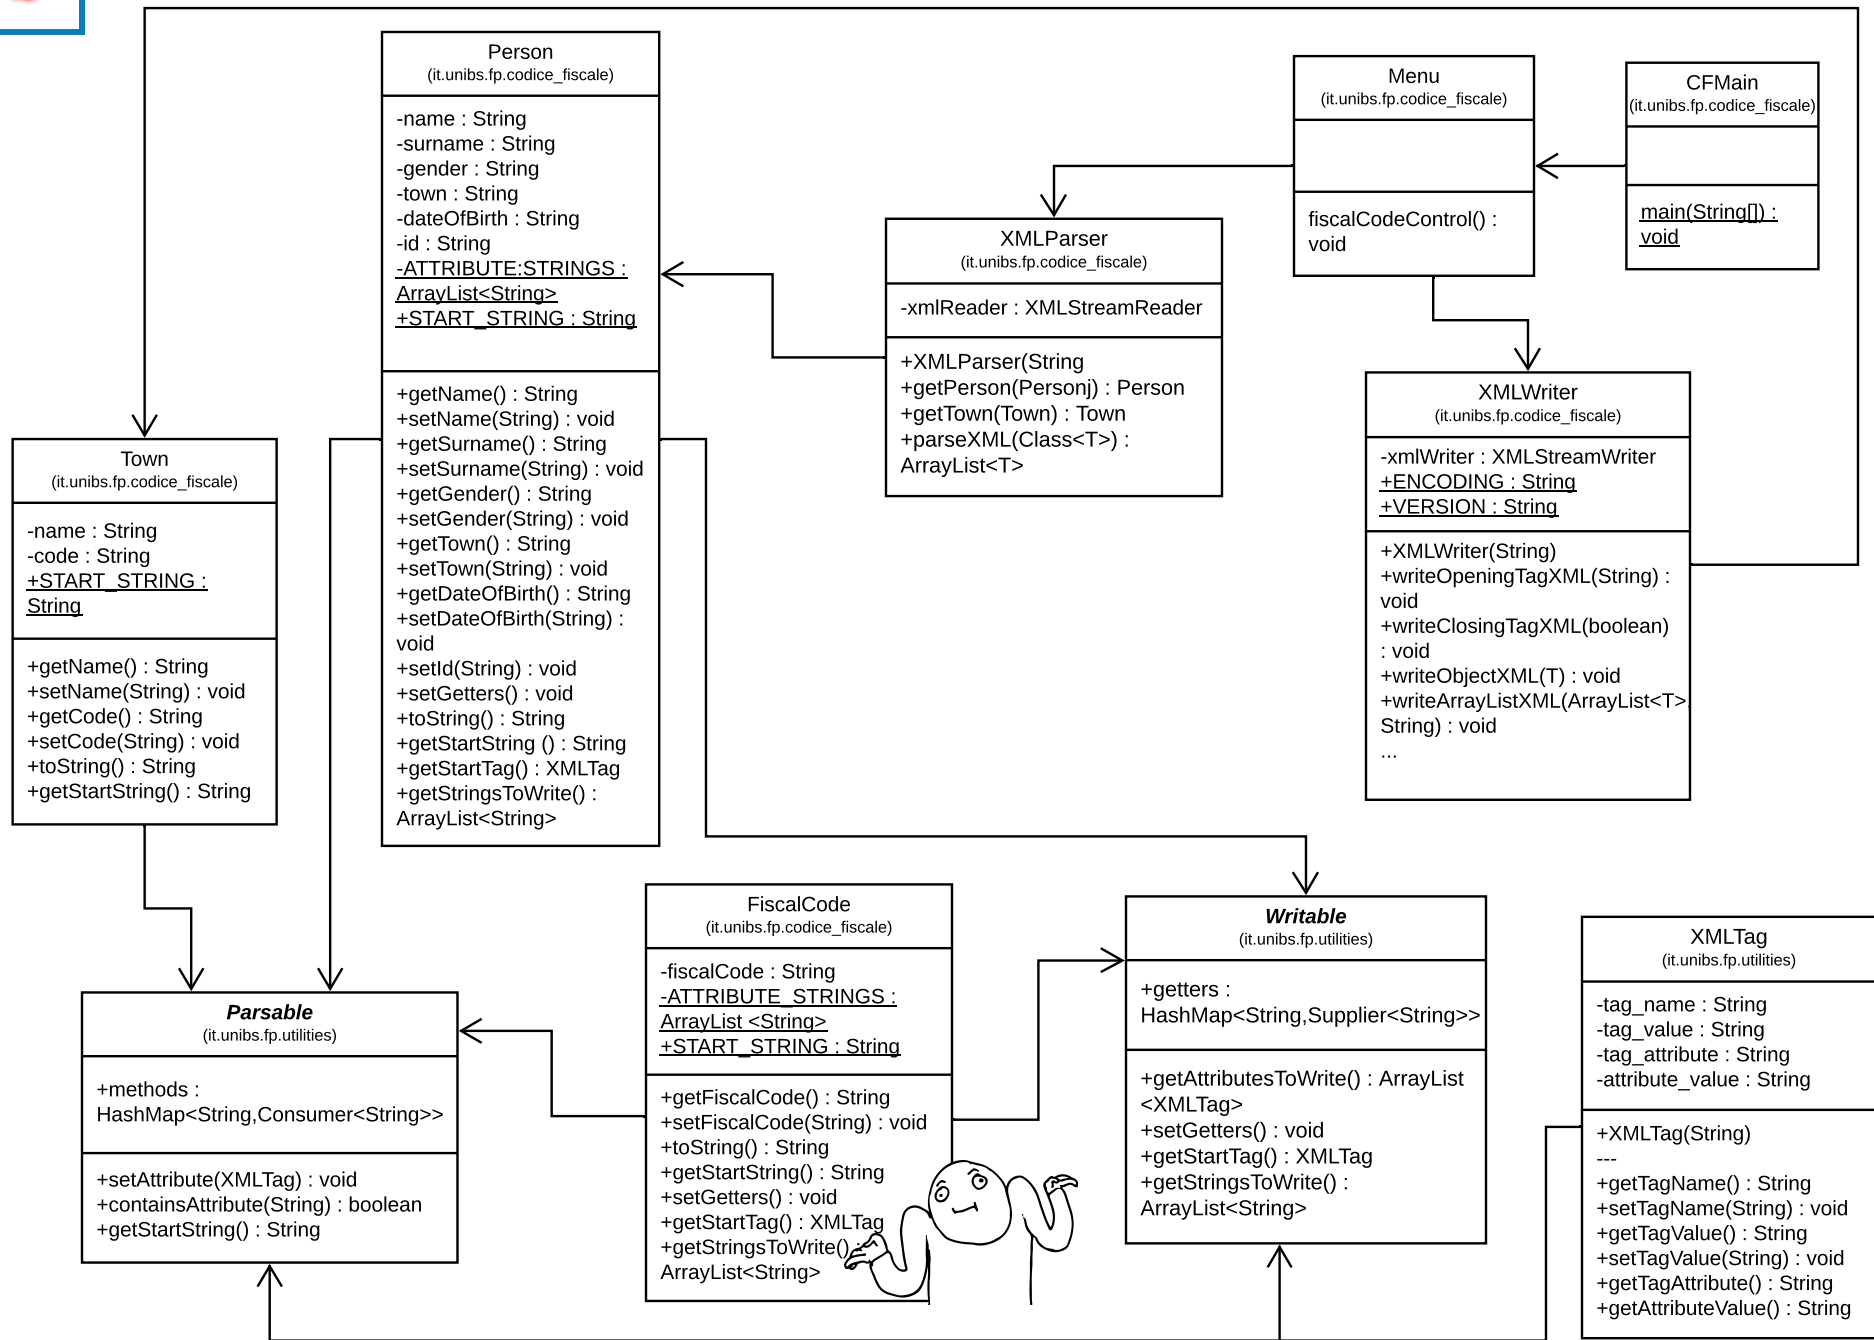 Person
(it.unibs.fp.codice_fiscale)
-name : String
-surname : String
-gender : String
-town : String
-dateOfBirth : String
-id : String
-ATTRIBUTE:STRINGS :
ArrayList<String>
+START_STRING : String
+getName() : String
+setName(String) : void
+getSurname() : String
+setSurname(String) : void
+getGender() : String
+setGender(String) : void
+getTown() : String
+setTown(String) : void
+getDateOfBirth() : String
+setDateOfBirth(String) :
void
+setId(String) : void
+setGetters() : void
+toString() : String
+getStartString () : String
+getStartTag() : XMLTag
+getStringsToWrite() :
ArrayList<String>
Menu
(it.unibs.fp.codice_fiscale)
fiscalCodeControl() :
void
CFMain
(it.unibs.fp.codice_fiscale)
main(String[]) :
void
XMLParser
(it.unibs.fp.codice_fiscale)
-xmlReader : XMLStreamReader
+XMLParser(String
+getPerson(Personj) : Person
+getTown(Town) : Town
+parseXML(Class<T>) :
ArrayList<T>
XMLWriter
(it.unibs.fp.codice_fiscale)
-xmlWriter : XMLStreamWriter
+ENCODING : String
+VERSION : String
+XMLWriter(String)
+writeOpeningTagXML(String) :
void
+writeClosingTagXML(boolean)
: void
+writeObjectXML(T) : void
+writeArrayListXML(ArrayList<T>,
String) : void
...
Town
(it.unibs.fp.codice_fiscale)
-name : String
-code : String
+START_STRING :
String
+getName() : String
+setName(String) : void
+getCode() : String
+setCode(String) : void
+toString() : String
+getStartString() : String
Parsable
(it.unibs.fp.utilities)
+methods :
HashMap<String,Consumer<String>>
+setAttribute(XMLTag) : void
+containsAttribute(String) : boolean
+getStartString() : String
FiscalCode
(it.unibs.fp.codice_fiscale)
-fiscalCode : String
-ATTRIBUTE_STRINGS :
ArrayList <String>
+START_STRING : String
+getFiscalCode() : String
+setFiscalCode(String) : void
+toString() : String
+getStartString() : String
+setGetters() : void
+getStartTag() : XMLTag
+getStringsToWrite() :
ArrayList<String>
Writable
(it.unibs.fp.utilities)
+getters :
HashMap<String,Supplier<String>>
+getAttributesToWrite() : ArrayList
<XMLTag>
+setGetters() : void
+getStartTag() : XMLTag
+getStringsToWrite() :
ArrayList<String>
XMLTag
(it.unibs.fp.utilities)
-tag_name : String
-tag_value : String
-tag_attribute : String
-attribute_value : String
+XMLTag(String)
---
+getTagName() : String
+setTagName(String) : void
+getTagValue() : String
+setTagValue(String) : void
+getTagAttribute() : String
+getAttributeValue() : String